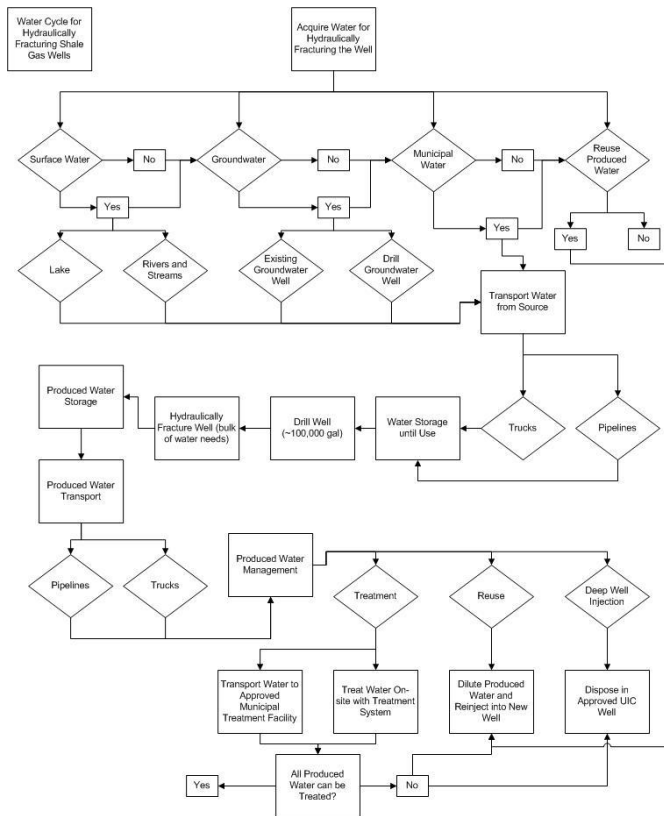 Water Cycle for
Hydraulically
Fracturing Shale
Gas Wells
Acquire Water for
Hydraulically
Fracturing the Well
Surface Water
No
Groundwater
No
Municipal
Water
No
Reuse
Produced
Water
Yes
Yes
Yes
Yes
No
Lake
Rivers and
Streams
Existing
Groundwater
Well
Drill
Groundwater
Well
Transport Water
from Source
Produced Water
Storage
Hydraulically
Fracture Well (bulk
of water needs)
Drill Well
(~100,000 gal)
Water Storage
until Use
Trucks
Pipelines
Produced Water
Transport
Pipelines
Trucks
Produced Water
Management
Treatment
Reuse
Deep Well
Injection
Transport Water to
Approved
Municipal
Treatment Facility
Treat Water On-
site with Treatment
System
Dilute Produced
Water and
Reinject into New
Well
Dispose in
Approved UIC
Well
Yes
All Produced
Water can be
Treated?
No